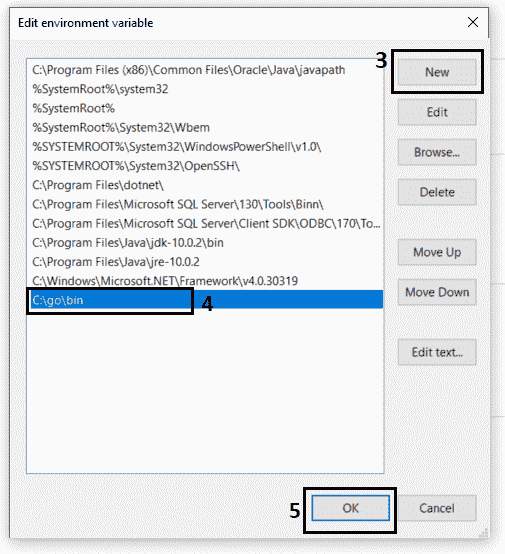 Edit environment variable
3
New
C:\Program Files (x86)\Common Files\Oracle\Java\javapath
%SystemRoot%\system32
%SystemRoot%
Edit
%SystemRoot%\System32\Wbem
%SYSTEMROOT%\System32\WindowsPowerShell\v1.0\
Browse...
%SYSTEMROOT%\System32\OpenSSH\
C:\Program Files\dotnet\
Delete
C:\Program Files\Microsoft SQL Server\130\Tools\Binn\
C:\Program Files\Microsoft SQL Server\Client SDK\ODBC\170\To...
C:\Program Files\Java\jdk-10.0.2\bin
Move Up
C:\Program Files\Java\jre-10.0.2
C:\Windows\Microsoft.NET\Framework\v4.0.30319
Move Down
C:\go\bin
4
Edit text...
5
OK
Cancel